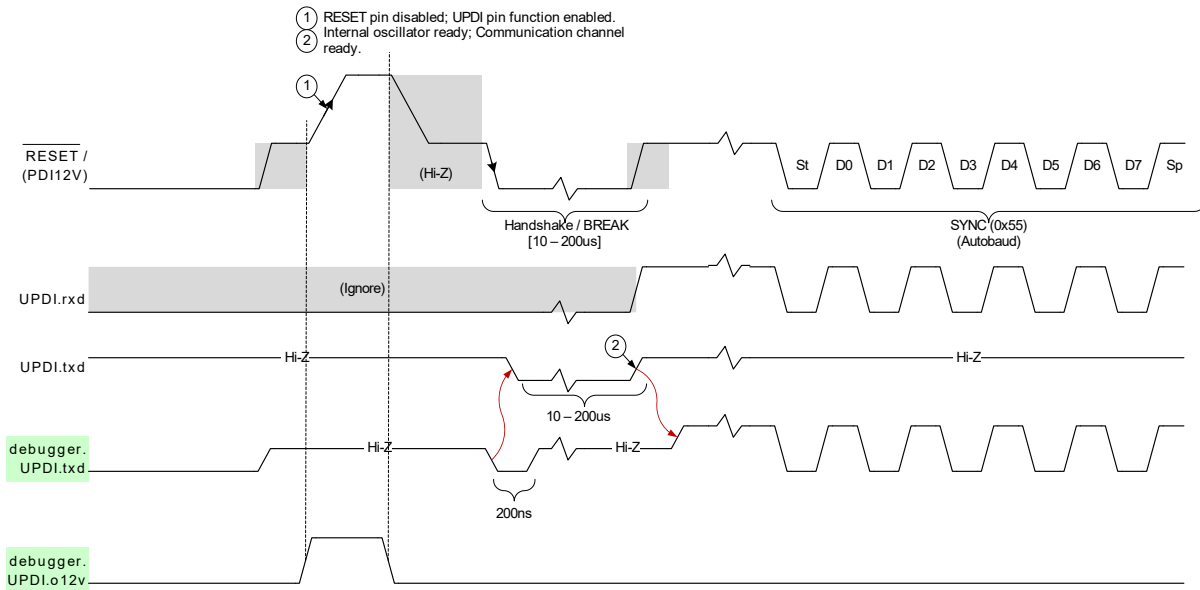 1 RESET pin disabled; UPDI pin function enabled.
2 Internal oscillator ready; Communication channel
ready.
1
RESET /
(PDI12V)
(Hi-Z)
St D0 D1 D2 D3 D4 D5 D6 D7 Sp
Handshake / BREAK
[10 – 200us]
SYNC (0x55)
(Autobaud)
UPDI.rxd
(Ignore)
UPDI.txd
Hi-Z
2
Hi-Z
10 – 200us
debugger.
UPDI.txd
Hi-Z
Hi-Z
200ns
debugger.
UPDI.o12v